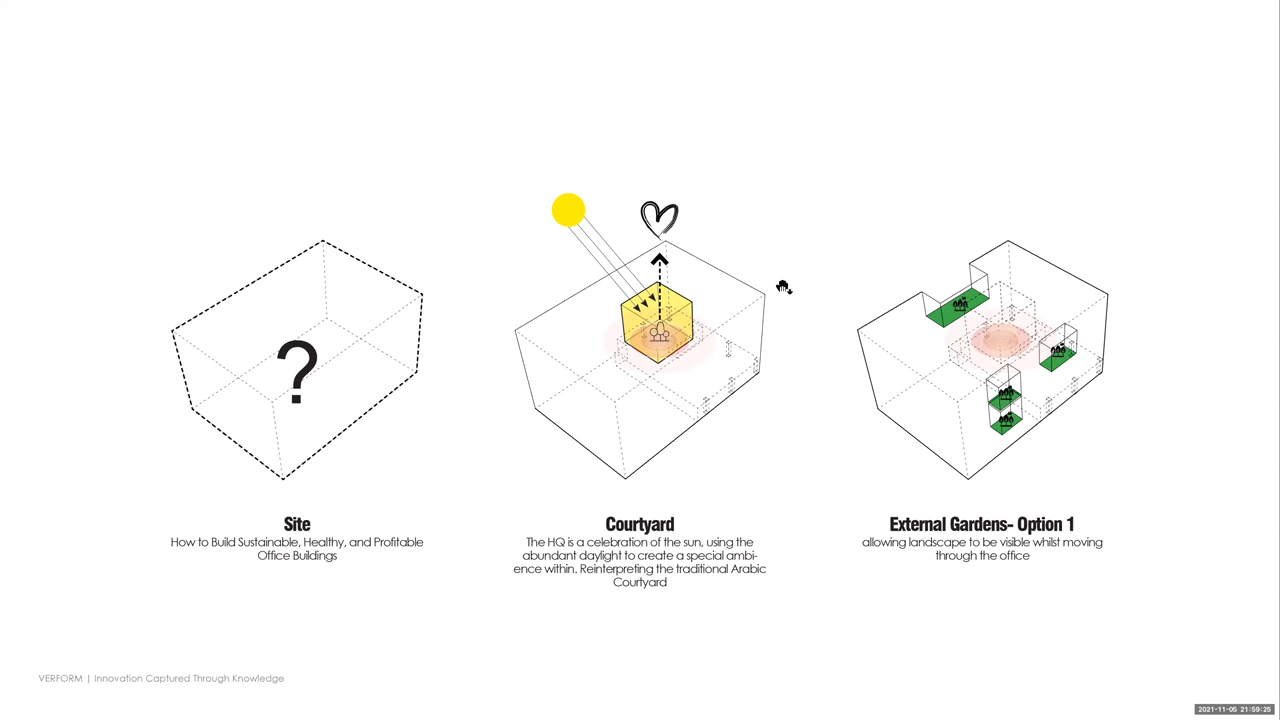 ?
Site
How to Build Sustainable, Healthy, and Profitable
Office Buildings
Courtyard
The HQ is a celebration of the sun, using the
abundant daylight to create a special ambi-
ence within. Reinterpreting the traditional Arabic
Courtyard
External Gardens- Option 1
allowing landscape to be visible whilst moving
through the office
VERFORM | Innovation Captured Through Knowledge
2021-11-05 21:59:25